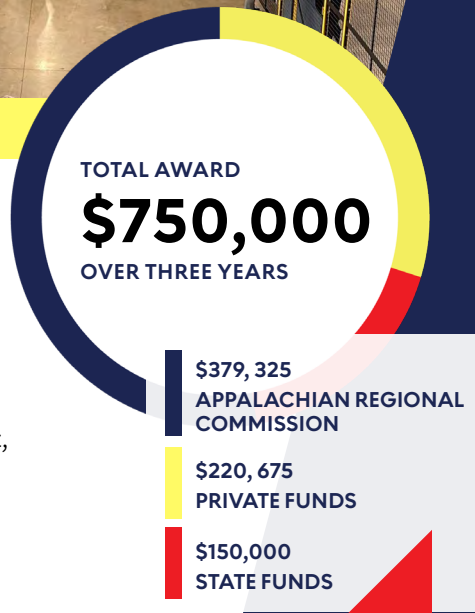 TOTAL AWARD
$750,000
OVER THREE YEARS
$379, 325
APPALACHIAN REGIONAL
COMMISSION
$220, 675
PRIVATE FUNDS
$150,000
STATE FUNDS